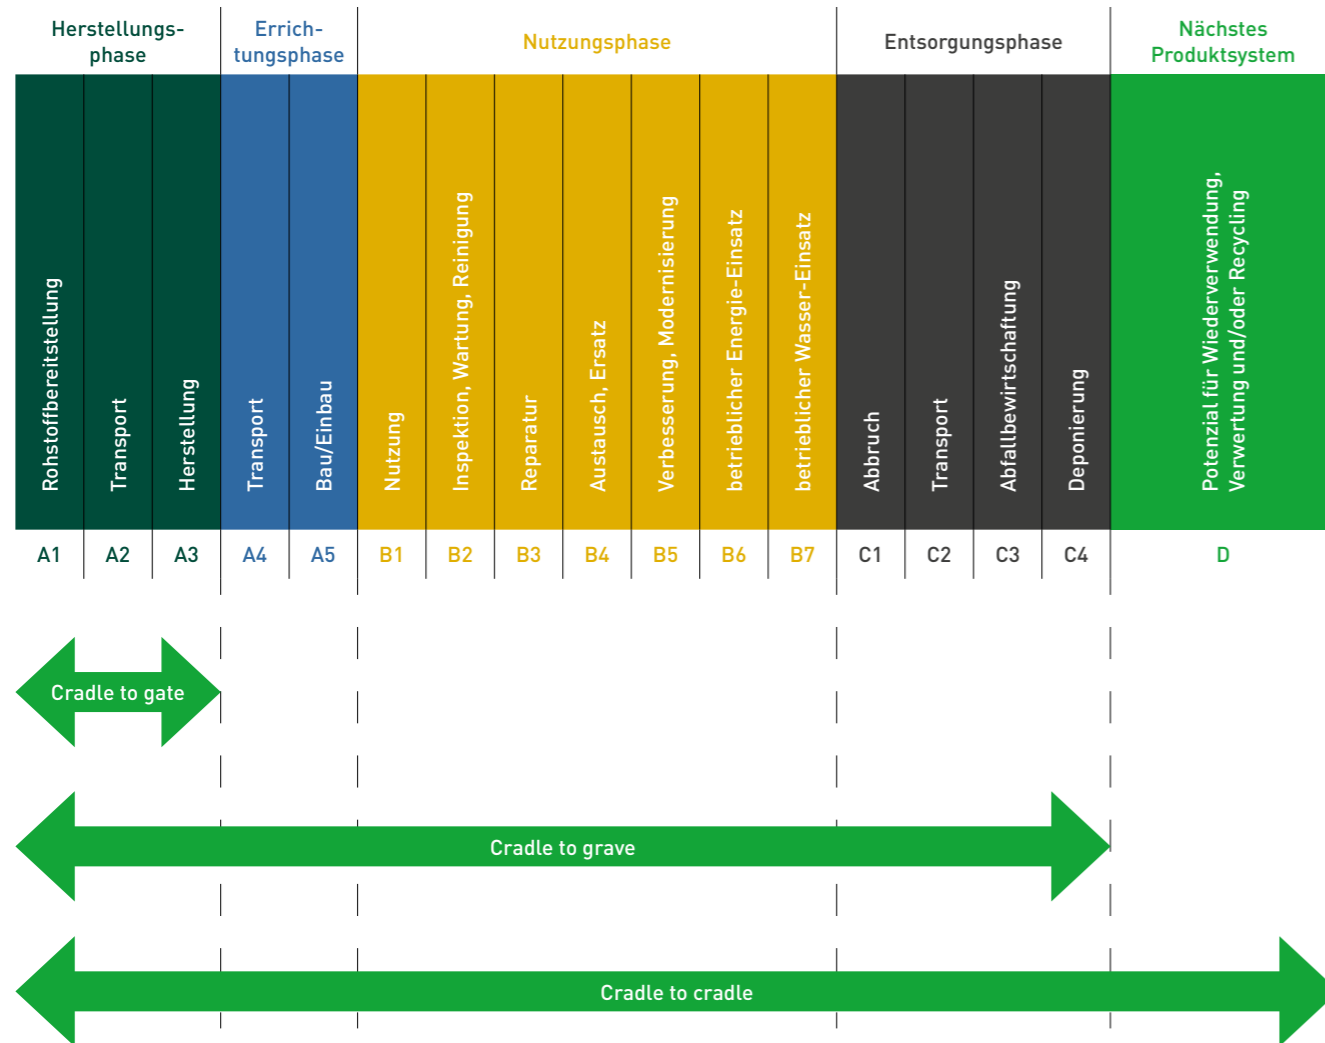 Herstellungs-
phase
Errich-
tungsphase
Nutzungsphase
Entsorgungsphase
Nächstes
Produktsystem
Rohstoffbereitstellung
Transport
Herstellung
Transport
Bau/Einbau
Nutzung
Inspektion, Wartung, Reinigung
Reparatur
Austausch, Ersatz
Verbesserung, Modernisierung
betrieblicher Energie-Einsatz
betrieblicher Wasser-Einsatz
Abbruch
Transport
Abfallbewirtschaftung
Deponierung
Potenzial für Wiederverwendung,
Verwertung und/oder Recycling
A1 A2 A3 A4 A5 B1 B2 B3 B4 B5 B6 B7 C1 C2 C3 C4 D
Cradle to gate
Cradle to grave
Cradle to cradle